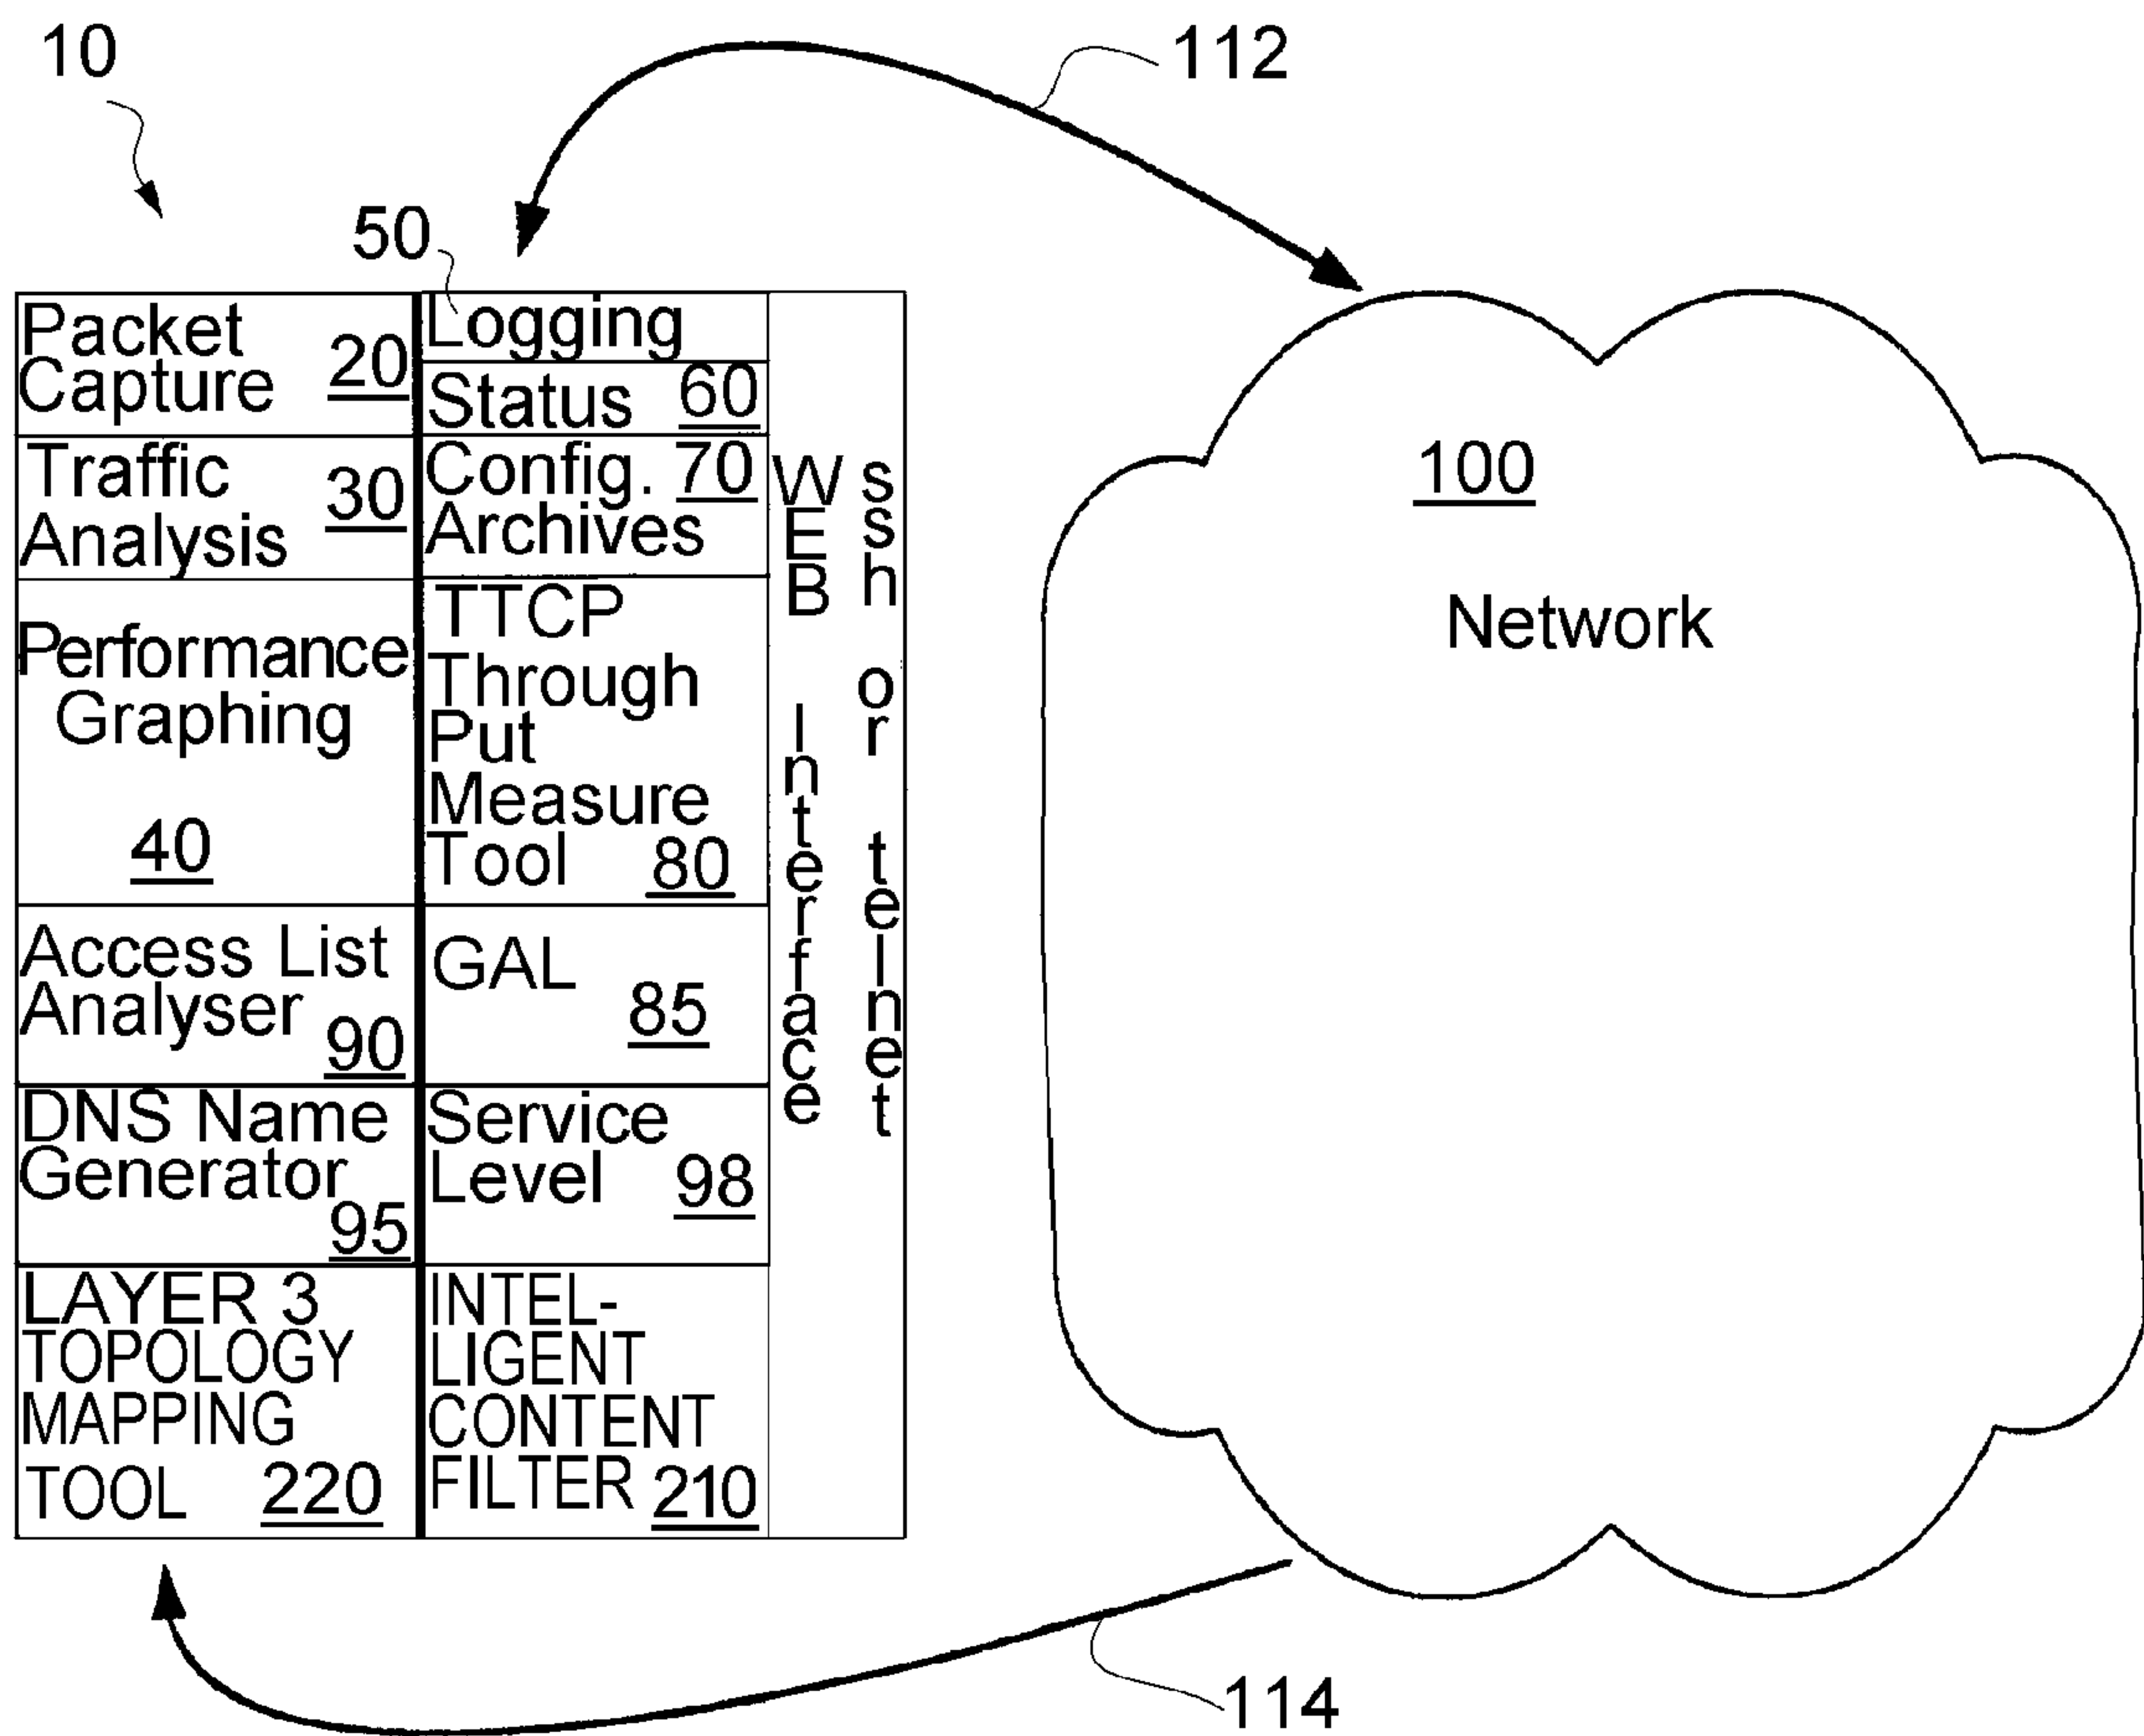 10
112
50
Packet
Capture 20
Logging
Status 60
Traffic
Analysis 30
Config. 70
Archives
Performance
Graphing
40
TTCP
Through
Put
Measure
Tool 80
Access List
Analyser
90
GAL
85
DNS Name
Generator
95
Service
Level 98
LAYER 3
TOPOLOGY
MAPPING
TOOL 220
INTEL-
LIGENT
CONTENT
FILTER 210
WEB Interface
ssh or telnet
100
Network
114